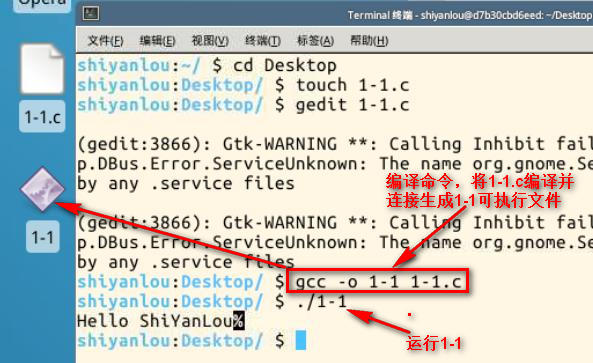 Opera
Terminal 终端 - shiyanlou@d7b30cbd6eed: ~/Desktop
文件(F) 编辑(E) 视图(V) 终端(T) 标签(A) 帮助(H)
shiyanlou:~/ $ cd Desktop
shiyanlou:Desktop/ $ touch 1-1.c
shiyanlou:Desktop/ $ gedit 1-1.c
1-1.c
(gedit:3866): Gtk-WARNING **: Calling Inhibit fail
p.DBus.Error.ServiceUnknown: The name org.gnome.Se
by any .service files
编译命令，将1-1.c编译并
连接生成1-1可执行文件
1-1
(gedit:3866): Gtk-WARNING **: Calling Inhibit fail
p.DBus.Error.ServiceUnknown: The name org.gnome.Se
by any .service files
shiyanlou:Desktop/ $ gcc -o 1-1 1-1.c
shiyanlou:Desktop/ $ ./1-1
Hello ShiYanLou%
运行1-1
shiyanlou:Desktop/ $